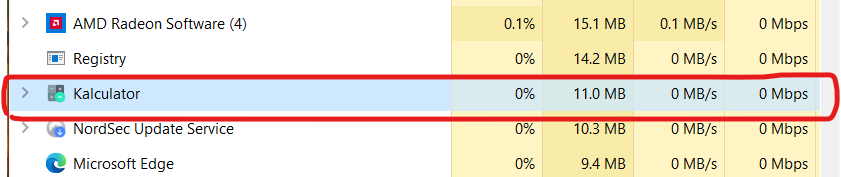 AMD Radeon Software (4) 0.1% 15.1 MB 0.1 MB/s 0 Mbps
Registry 0% 14.2 MB 0 MB/s 0 Mbps
Kalculator 0% 11.0 MB 0 MB/s 0 Mbps
NordSec Update Service 0% 10.3 MB 0 MB/s 0 Mbps
Microsoft Edge 0% 9.4 MB 0 MB/s 0 Mbps